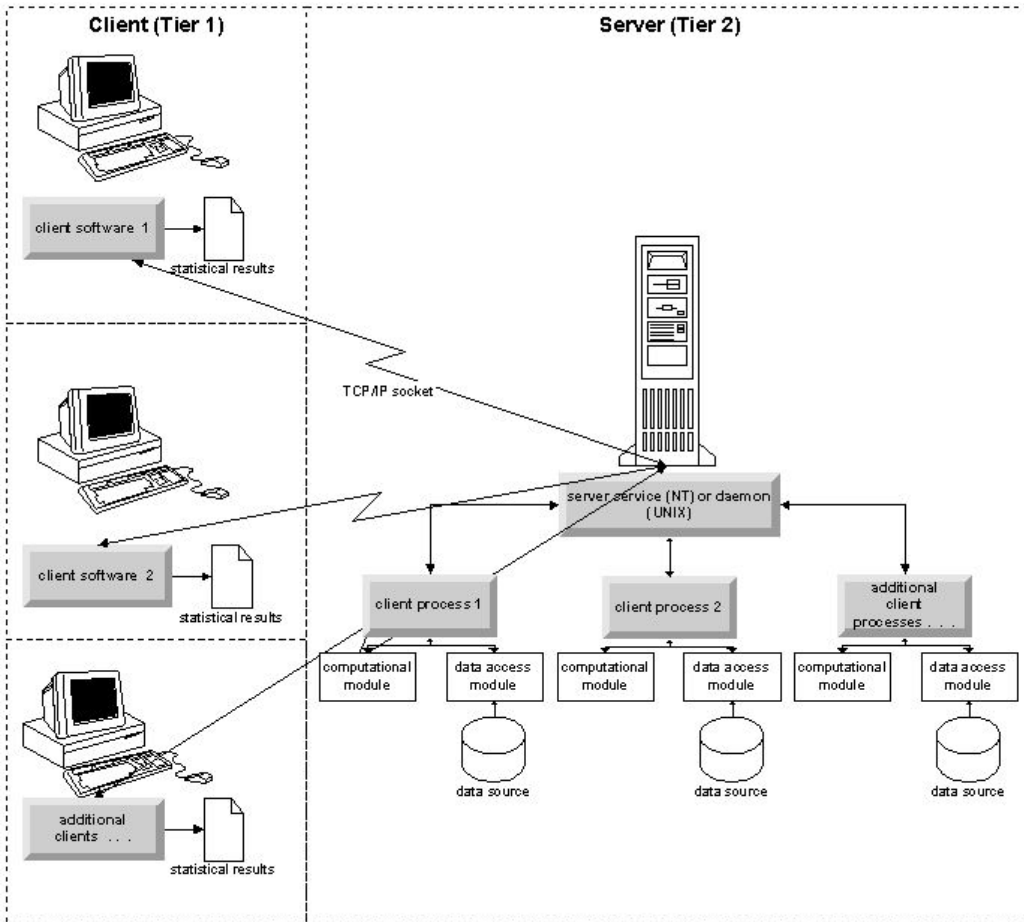 Client (Tier 1)
Server (Tier 2)
client software 1
statistical results
TCP/IP socket
server service (NT) or daemon
(UNIX)
client software 2
statistical results
client process 1
client process 2
additional
client
processes . . .
computational
module
data access
module
computational
module
data access
module
computational
module
data access
module
data source
data source
data source
additional
clients . . .
statistical results